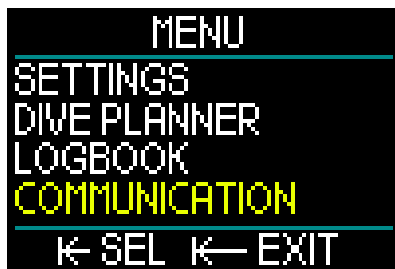 MENU
SETTINGS
DIVE PLANNER
LOGBOOK
COMMUNICATION
SEL EXIT